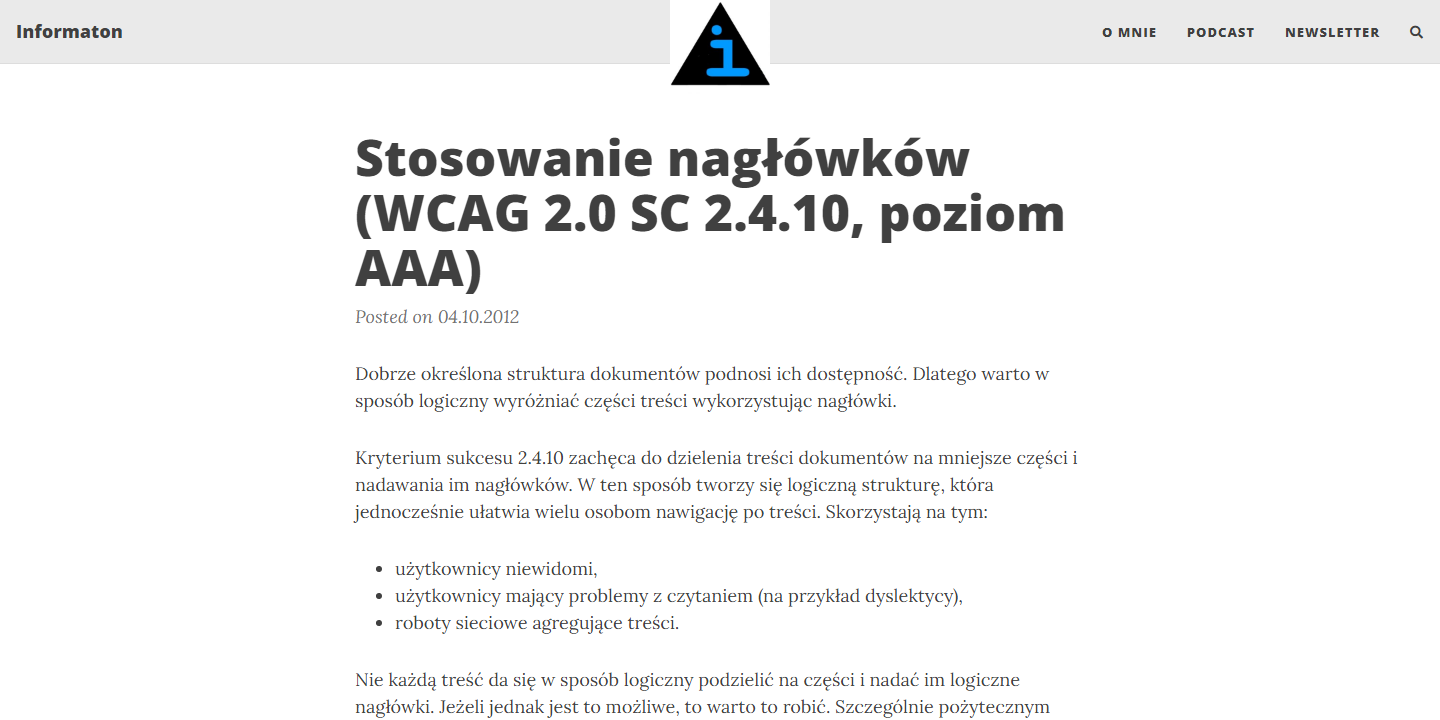 Informaton
i
O MNIE
PODCAST
NEWSLETTER
Stosowanie nagłówków
(WCAG 2.0 SC 2.4.10, poziom
AAA)
Posted on 04.10.2012
Dobrze określona struktura dokumentów podnosi ich dostępność. Dlatego warto w
sposób logiczny wyróżniać części treści wykorzystując nagłówki.
Kryterium sukcesu 2.4.10 zachęca do dzielenia treści dokumentów na mniejsze części i
nadawania im nagłówków. W ten sposób tworzy się logiczną strukturę, która
jednocześnie ułatwia wielu osobom nawigację po treści. Skorzystają na tym:
użytkownicy niewidomi,
użytkownicy mający problemy z czytaniem (na przykład dyslektycy),
roboty sieciowe agregujące treści.
Nie każdą treść da się w sposób logiczny podzielić na części i nadać im logiczne
nagłówki. Jeżeli jednak jest to możliwe, to warto to robić. Szczególnie pożytecznym